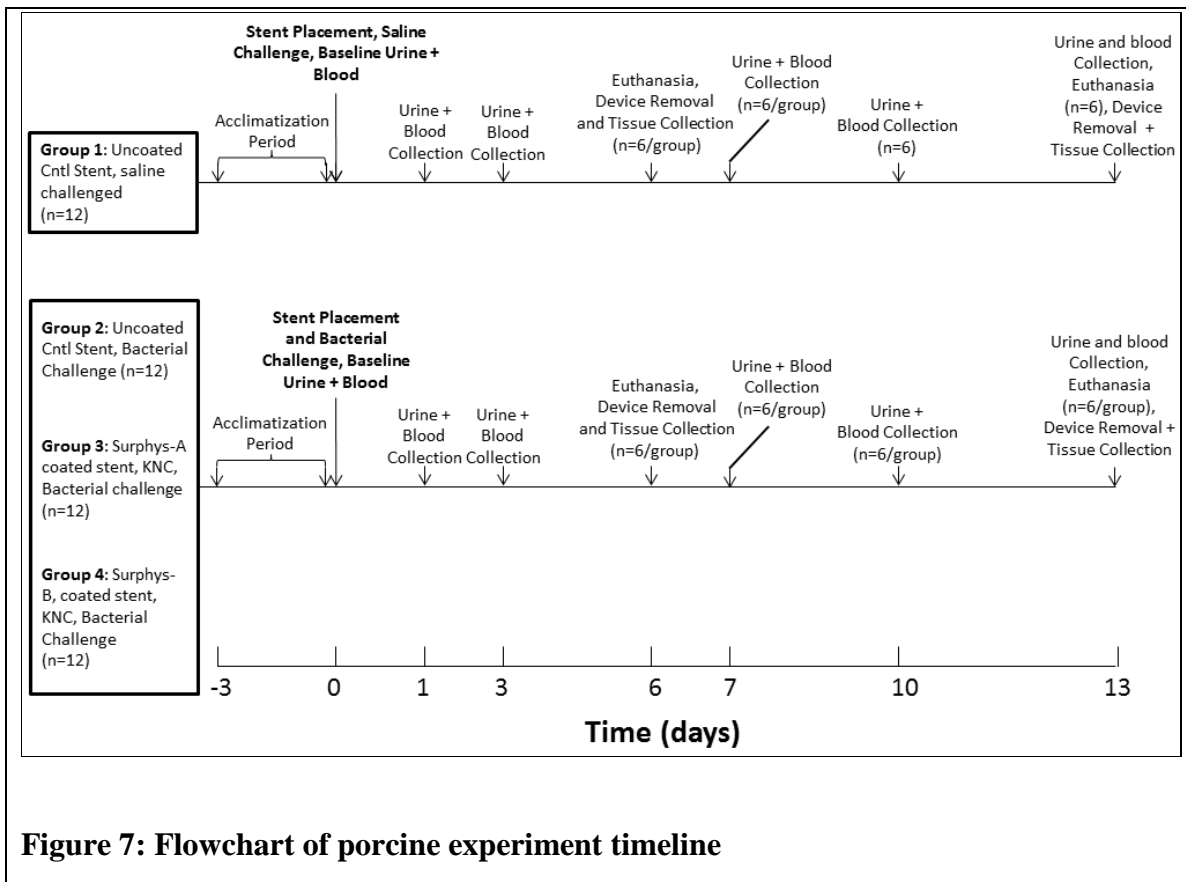 Stent Placement, Saline
Challenge, Baseline Urine +
Blood
Acclimatization
Period
Urine +
Blood
Collection
Urine +
Blood
Collection
Euthanasia,
Device Removal
and Tissue Collection
(n=6/group)
Urine + Blood
Collection
(n=6/group)
Urine +
Blood Collection
(n=6)
Urine and blood
Collection,
Euthanasia
(n=6), Device
Removal +
Tissue Collection
Group 1: Uncoated
Cntl Stent, saline
challenged
(n=12)
Group 2: Uncoated
Cntl Stent, Bacterial
Challenge (n=12)
Group 3: Surphys-A
coated stent, KNC,
Bacterial challenge
(n=12)
Group 4: Surphys-
B, coated stent,
KNC, Bacterial
Challenge
(n=12)
Stent Placement
and Bacterial
Challenge, Baseline
Urine + Blood
Acclimatization
Period
Urine +
Blood
Collection
Urine +
Blood
Collection
Euthanasia,
Device Removal
and Tissue Collection
(n=6/group)
Urine + Blood
Collection
(n=6/group)
Urine +
Blood Collection
(n=6/group)
Urine and blood
Collection,
Euthanasia
(n=6/group),
Device Removal +
Tissue Collection
-3 0 1 3 6 7 10 13
Time (days)
Figure 7: Flowchart of porcine experiment timeline